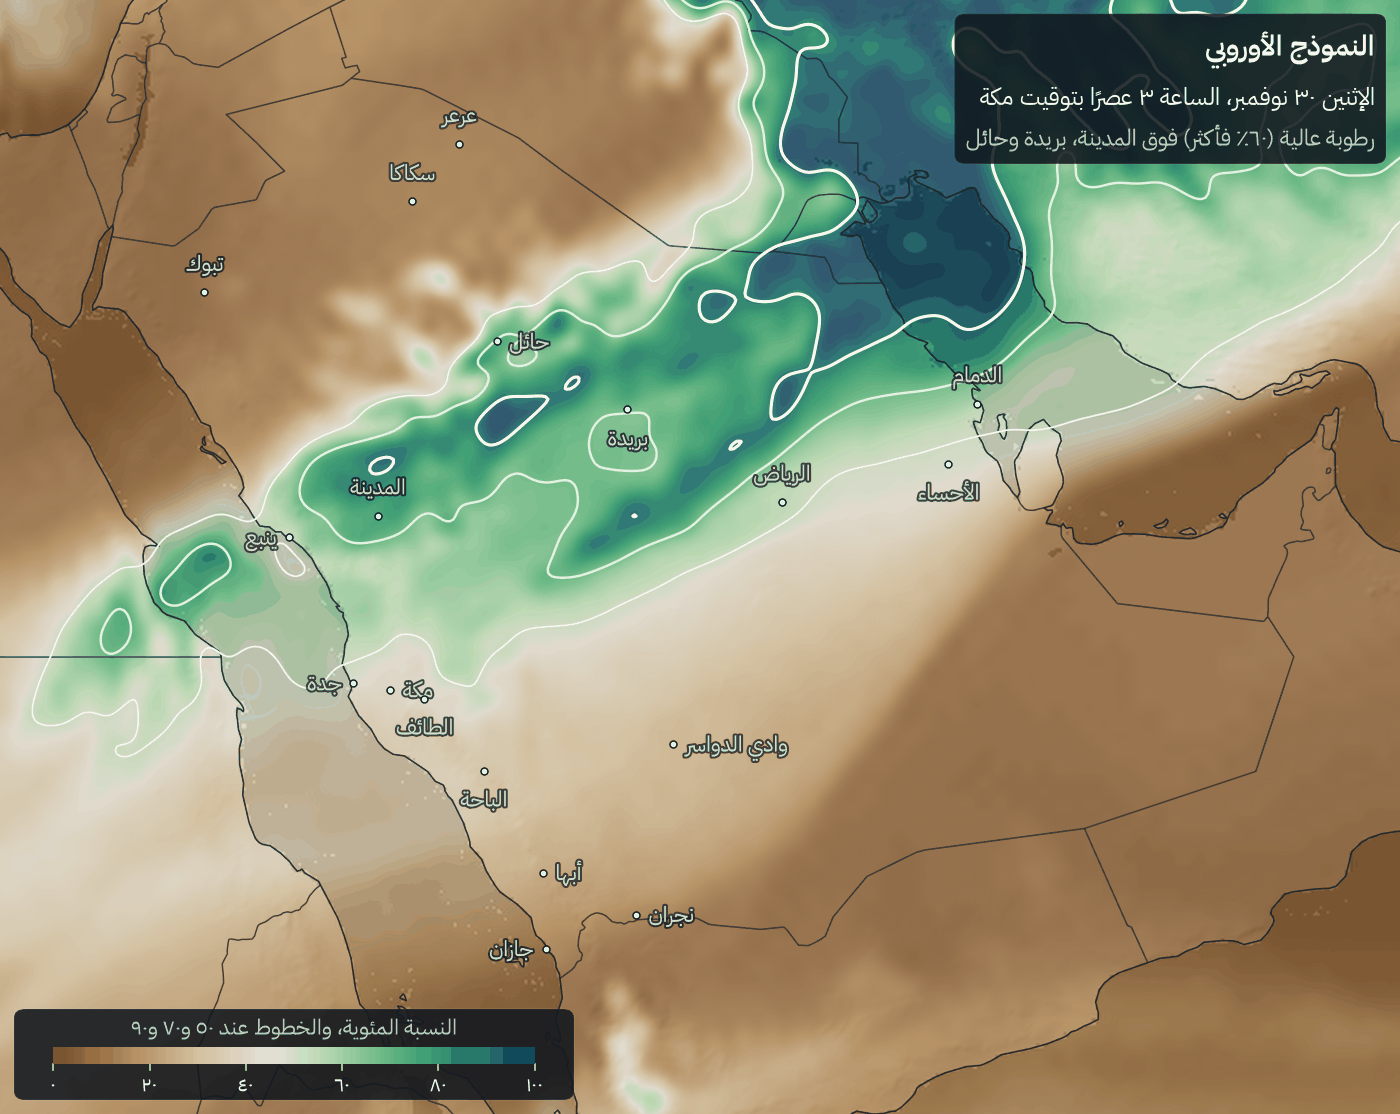 النموذج الأوروبي
الإثنين ٣٠ نوفمبر، الساعة ٣ عصرًا بتوقيت مكة
رطوبة عالية (٦٠٪ فأكثر) فوق المدينة، بريدة وحائل
عرعر
سكاكا
تبوك
حائل
الدمام
بريدة
الرياض
المدينة
الأحساء
ينبع
جدة
مكة
الطائف
وادي الدواسر
الباحة
أبها
نجران
جازان
النسبة المئوية، والخطوط عند ٥٠ و٧٠ و٩٠
٠ ٢٠ ٤٠ ٦٠ ٨٠ ١٠٠